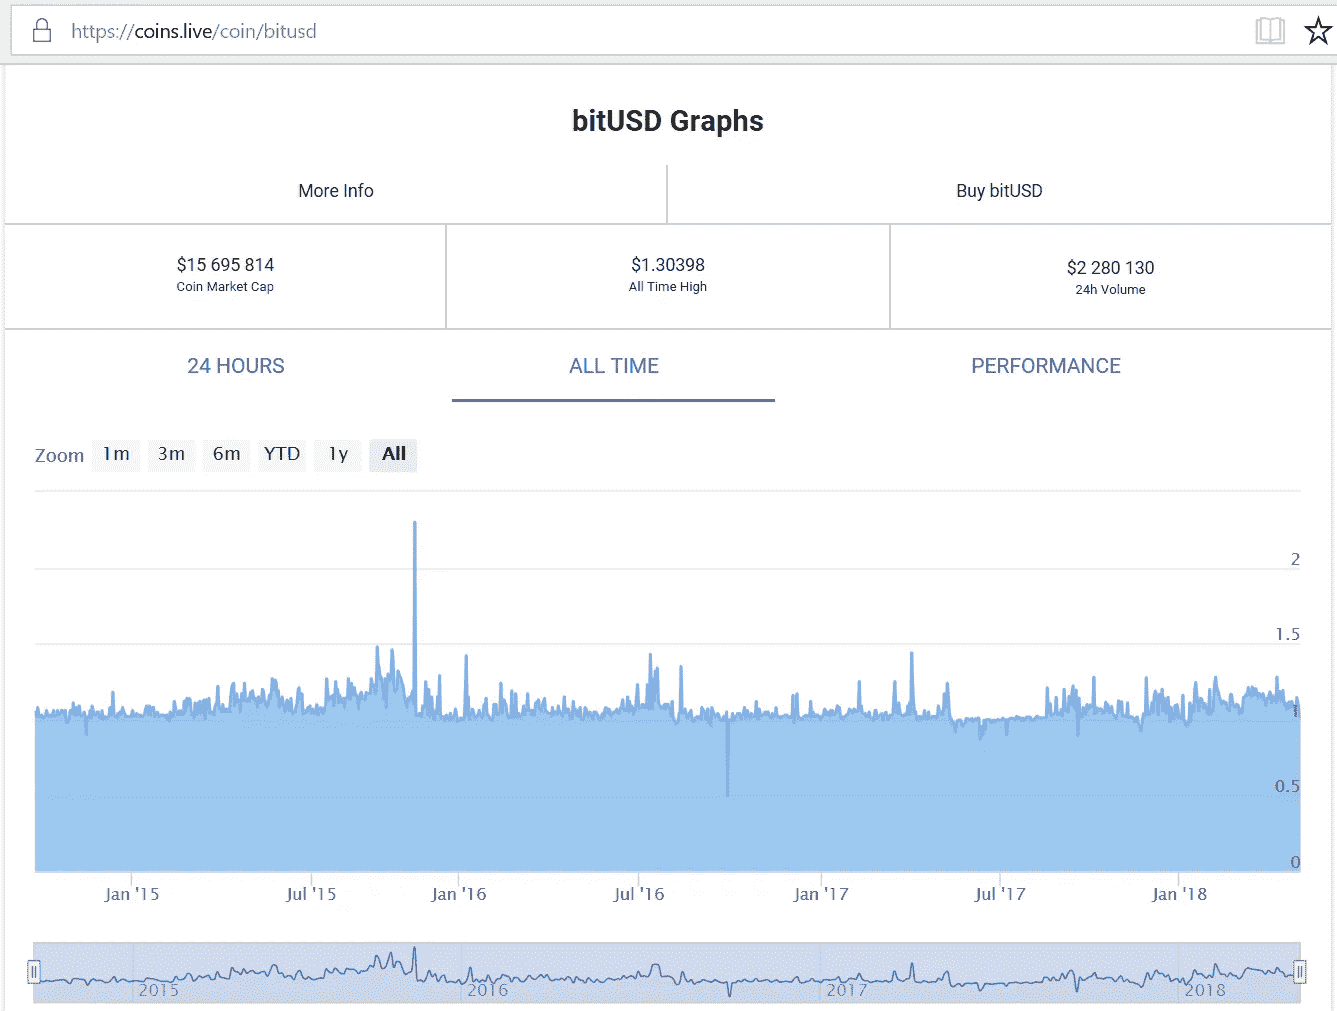 https://coins.live/coin/bitusd
bitUSD Graphs
More Info
Buy bitUSD
$15 695 814
Coin Market Cap
$1.30398
All Time High
$2 280 130
24h Volume
24 HOURS
ALL TIME
PERFORMANCE
Zoom 1m 3m 6m YTD 1y All
2
1.5
1
0.5
0
Jan '15 Jul '15 Jan '16 Jul '16 Jan '17 Jul '17 Jan '18
2015 2016 2017 2018